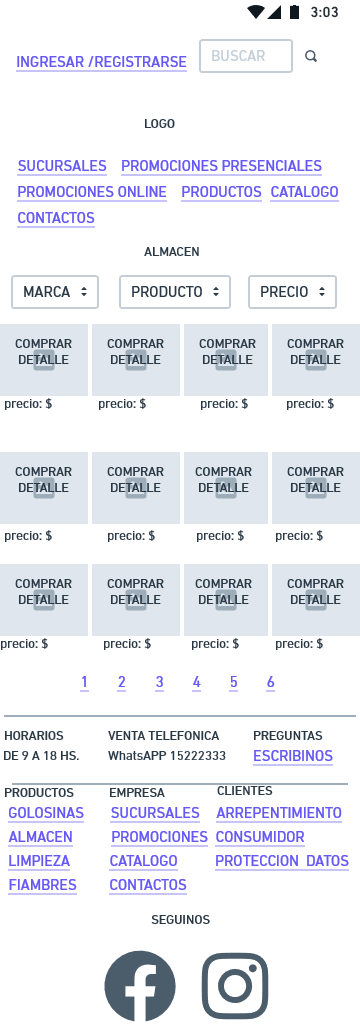 3:03
INGRESAR /REGISTRARSE BUSCAR
LOGO
SUCURSALES PROMOCIONES PRESENCIALES
PROMOCIONES ONLINE PRODUCTOS CATALOGO
CONTACTOS
ALMACEN
MARCA PRODUCTO PRECIO
COMPRAR COMPRAR COMPRAR COMPRAR
DETALLE DETALLE DETALLE DETALLE
precio: $ precio: $ precio: $ precio: $
COMPRAR COMPRAR COMPRAR COMPRAR
DETALLE DETALLE DETALLE DETALLE
precio: $ precio: $ precio: $ precio: $
COMPRAR COMPRAR COMPRAR COMPRAR
DETALLE DETALLE DETALLE DETALLE
precio: $ precio: $ precio: $ precio: $
1 2 3 4 5 6
HORARIOS VENTA TELEFONICA PREGUNTAS
DE 9 A 18 HS. WhatsAPP 15222333 ESCRIBINOS
PRODUCTOS EMPRESA CLIENTES
GOLOSINAS SUCURSALES ARREPENTIMIENTO
ALMACEN PROMOCIONES CONSUMIDOR
LIMPIEZA CATALOGO PROTECCION DATOS
FIAMBRES CONTACTOS
SEGUINOS